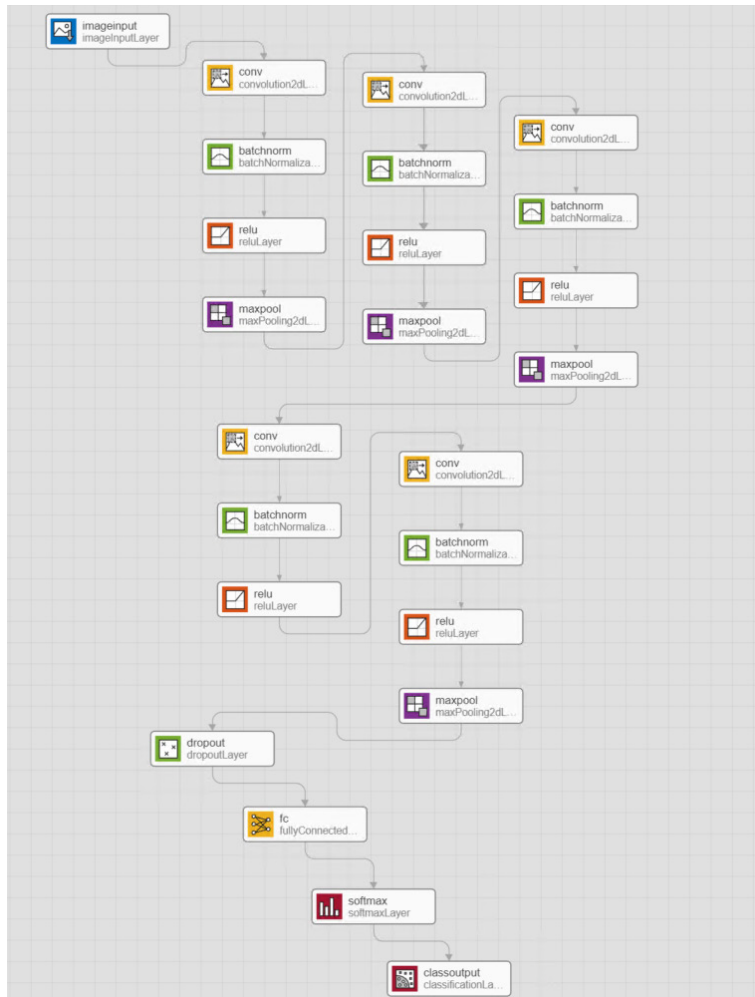 imageinput
imageInputLayer
conv
convolution2dL...
batchnorm
batchNormaliza...
relu
reluLayer
maxpool
maxPooling2dL...
conv
convolution2dL...
batchnorm
batchNormaliza...
relu
reluLayer
maxpool
maxPooling2dL...
conv
convolution2dL...
batchnorm
batchNormaliza...
relu
reluLayer
maxpool
maxPooling2dL...
conv
convolution2dL...
batchnorm
batchNormaliza...
relu
reluLayer
conv
convolution2dL...
batchnorm
batchNormaliza...
relu
reluLayer
maxpool
maxPooling2dL...
dropout
dropoutLayer
fc
fullyConnected...
softmax
softmaxLayer
classoutput
classificationLa...